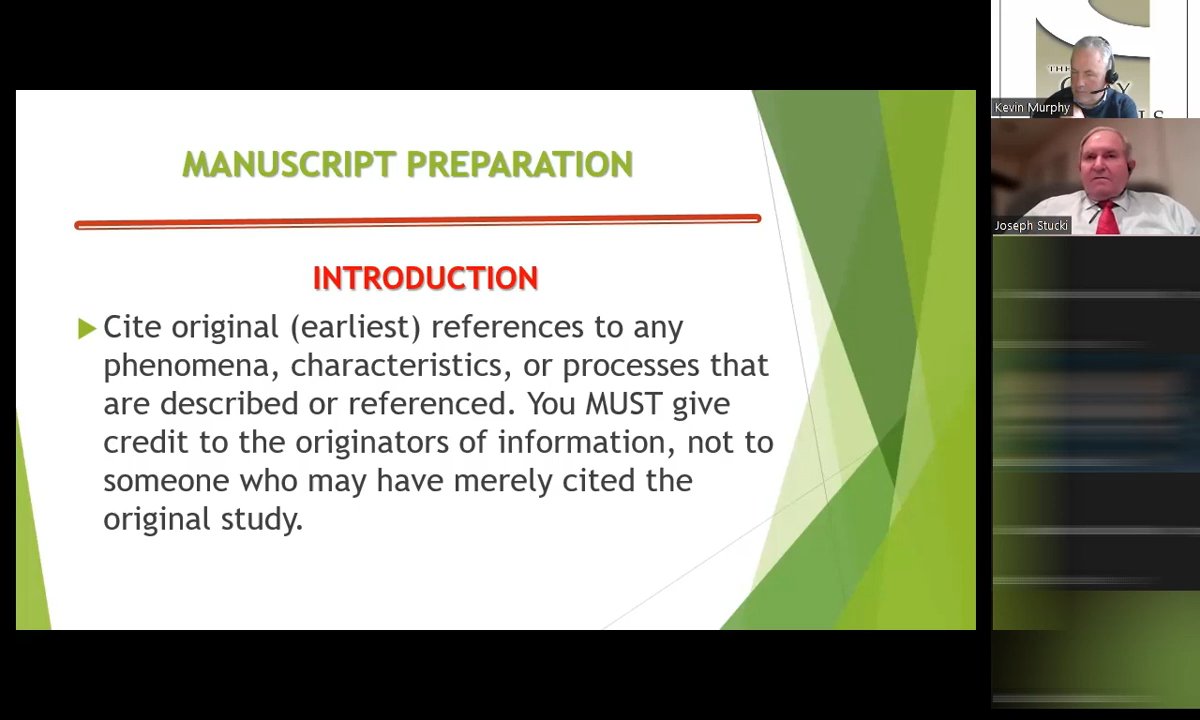 MANUSCRIPT PREPARATION
INTRODUCTION
Cite original (earliest) references to any
phenomena, characteristics, or processes that
are described or referenced. You MUST give
credit to the originators of information, not to
someone who may have merely cited the
original study.
THE
Kevin Murphy
Joseph Stucki